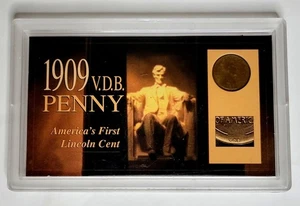 1909 V.D.B.
PENNY
America's First
Lincoln Cent